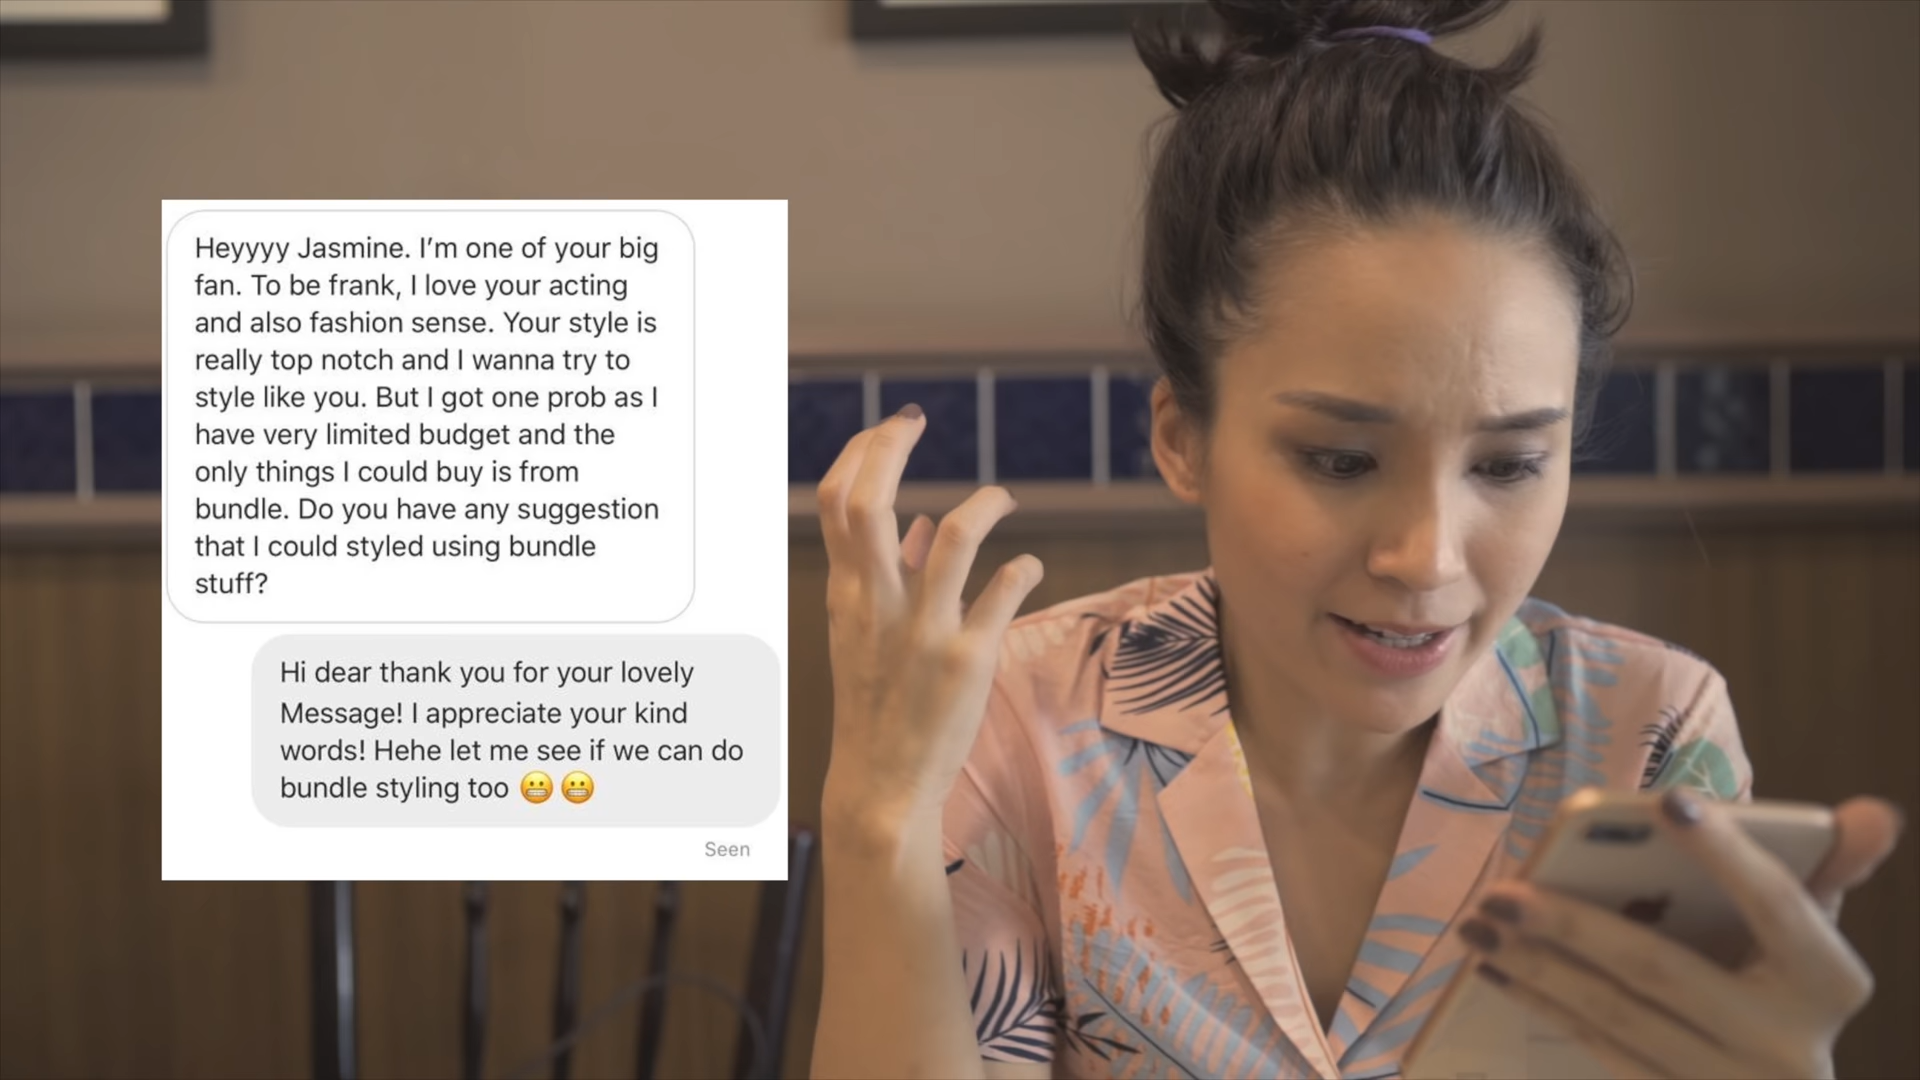 Heyyyy Jasmine. I’m one of your big
fan. To be frank, I love your acting
and also fashion sense. Your style is
really top notch and I wanna try to
style like you. But I got one prob as I
have very limited budget and the
only things I could buy is from
bundle. Do you have any suggestion
that I could styled using bundle
stuff?
Hi dear thank you for your lovely
Message! I appreciate your kind
words! Hehe let me see if we can do
bundle styling too 😬😬
Seen